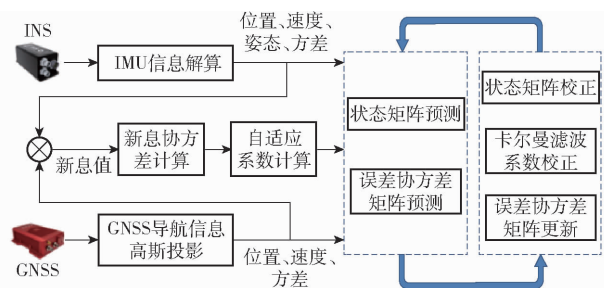 INS
IMU信息解算
位置、速度、
姿态、方差
新息值
新息协方
差计算
自适应
系数计算
GNSS
GNSS导航信息
高斯投影
位置、速度、
方差
状态矩阵预测
误差协方差
矩阵预测
状态矩阵校正
卡尔曼滤波
系数校正
误差协方差
矩阵更新